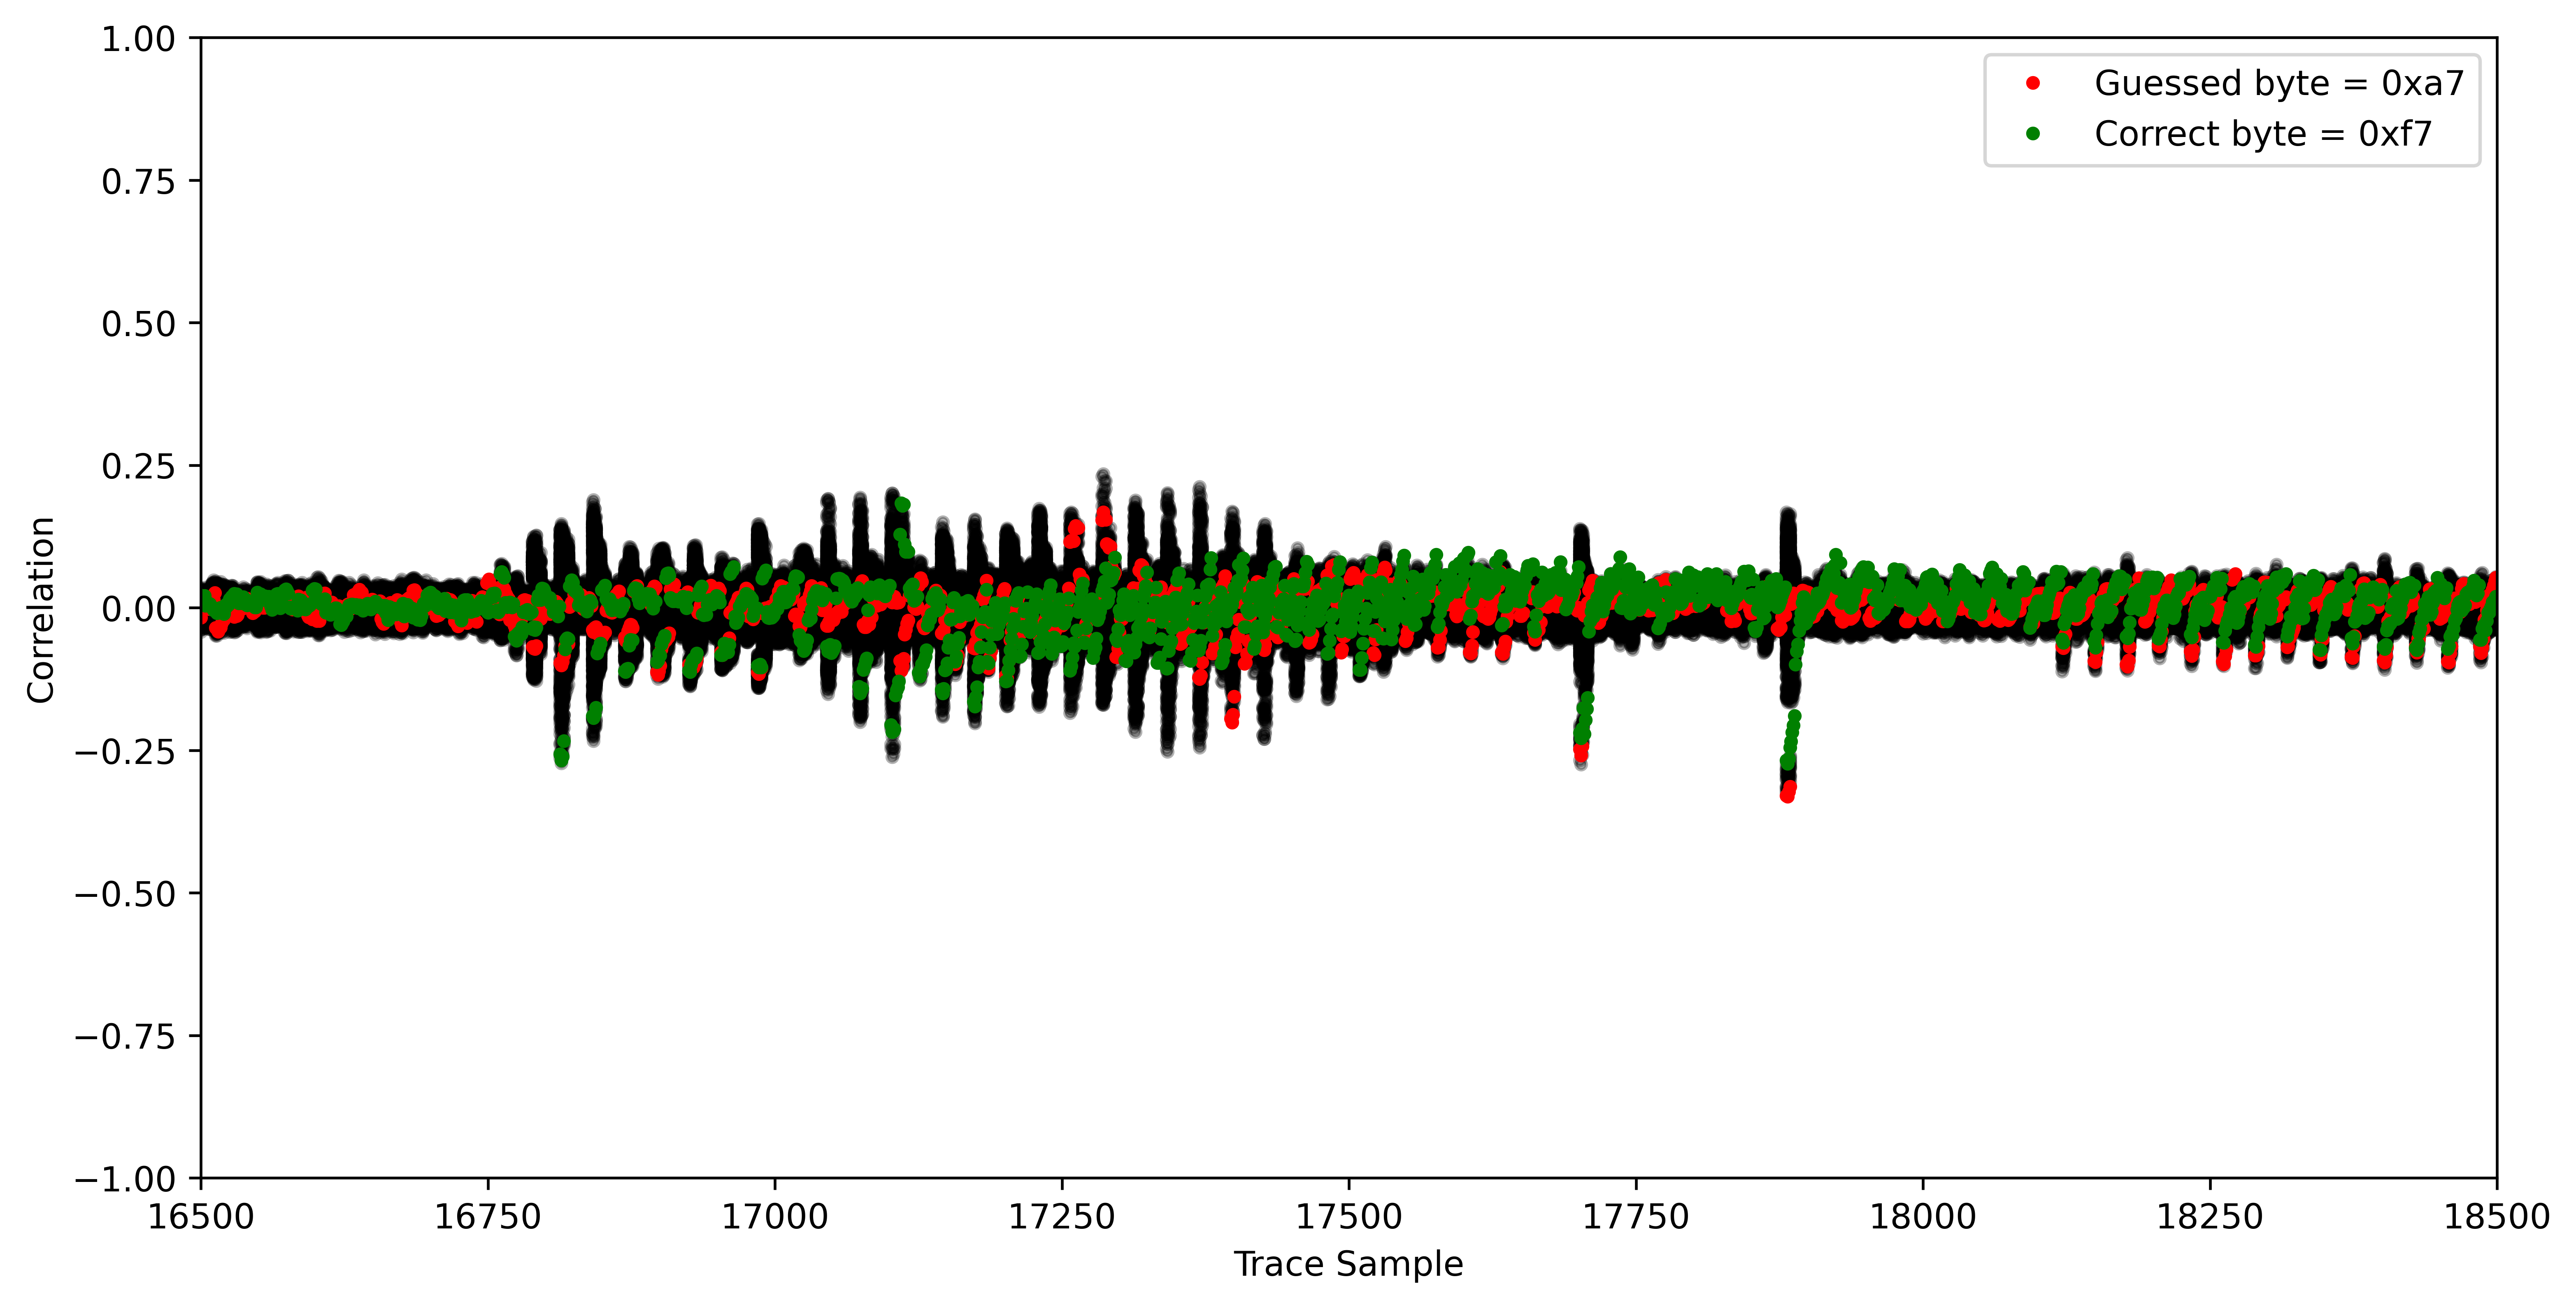 1.00
0.75
0.50
0.25
0.00
−0.25
−0.50
−0.75
−1.00
Correlation
Guessed byte = 0xa7
Correct byte = 0xf7
16500 16750 17000 17250 17500 17750 18000 18250 18500
Trace Sample